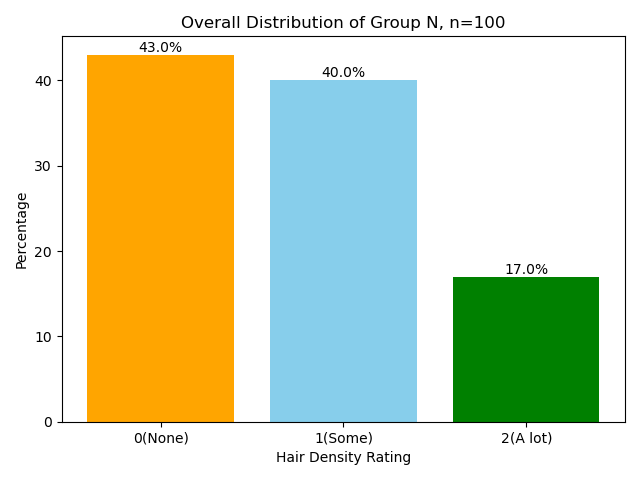 Overall Distribution of Group N, n=100
43.0%
40.0%
17.0%
Percentage
40
30
20
10
0
0(None)
1(Some)
2(A lot)
Hair Density Rating